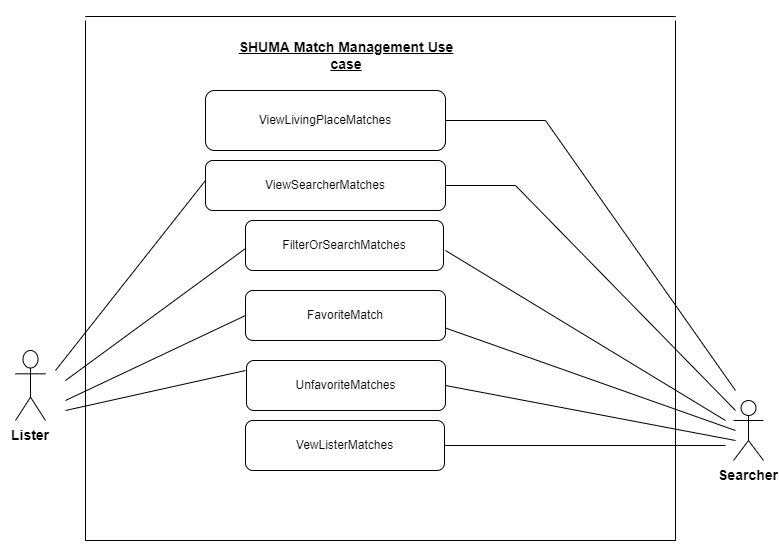 SHUMA Match Management Use
case
ViewLivingPlaceMatches
ViewSearcherMatches
FilterOrSearchMatches
FavoriteMatch
UnfavoriteMatches
VewListerMatches
Lister
Searcher